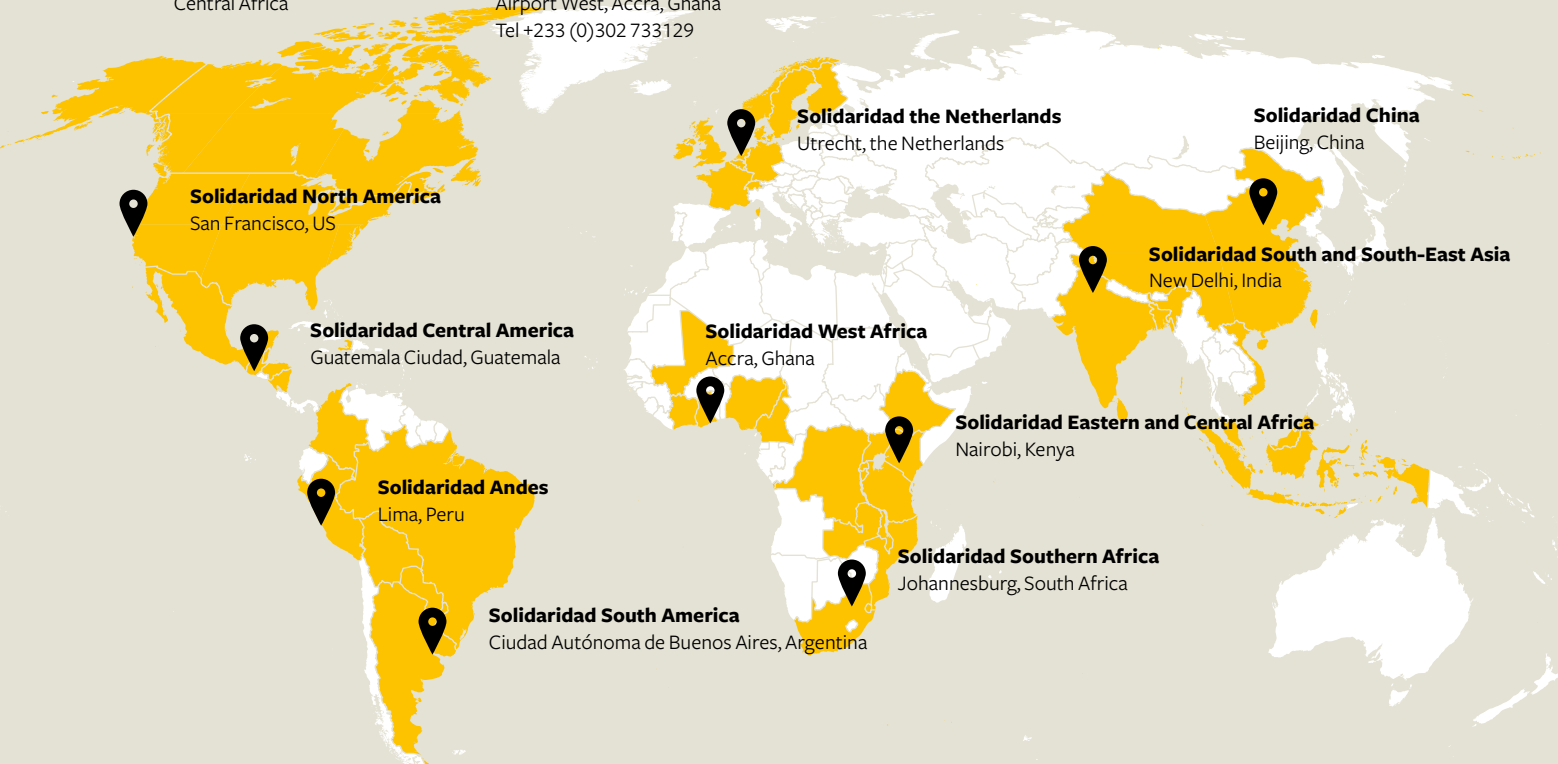 Central Africa
Airport West, Accra, Ghana
Tel +233 (0)302 733129
Solidaridad the Netherlands
Utrecht, the Netherlands
Solidaridad China
Beijing, China
Solidaridad North America
San Francisco, US
Solidaridad South and South-East Asia
New Delhi, India
Solidaridad Central America
Guatemala Ciudad, Guatemala
Solidaridad West Africa
Accra, Ghana
Solidaridad Eastern and Central Africa
Nairobi, Kenya
Solidaridad Andes
Lima, Peru
Solidaridad Southern Africa
Johannesburg, South Africa
Solidaridad South America
Ciudad Autónoma de Buenos Aires, Argentina